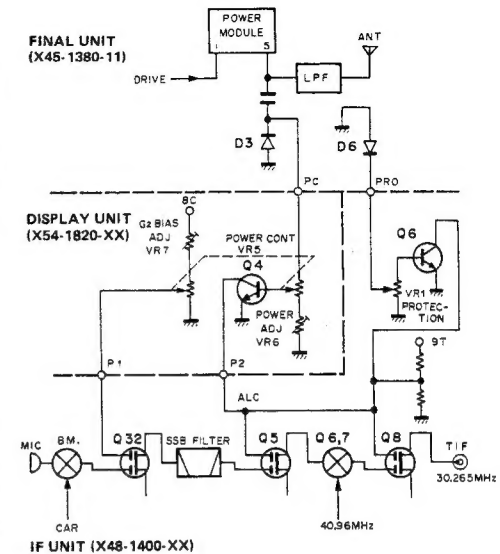 POWER
MODULE
1 5
FINAL UNIT
(X45-1380-11)
ANT
DRIVE
LPF
D3
D6
PC
PRO
DISPLAY UNIT
(X54-1820-XX)
8C
G2 BIAS
ADJ
VR7
POWER CONT
VR5
Q4
Q6
POWER
ADJ
VR6
VR1
PROTEC-
TION
9T
P1
P2
ALC
MIC
BM.
Q32
SSB FILTER
Q5
Q6,7
Q8
TIF
30.265MHz
CAR
40.96MHz
IF UNIT (X48-1400-XX)